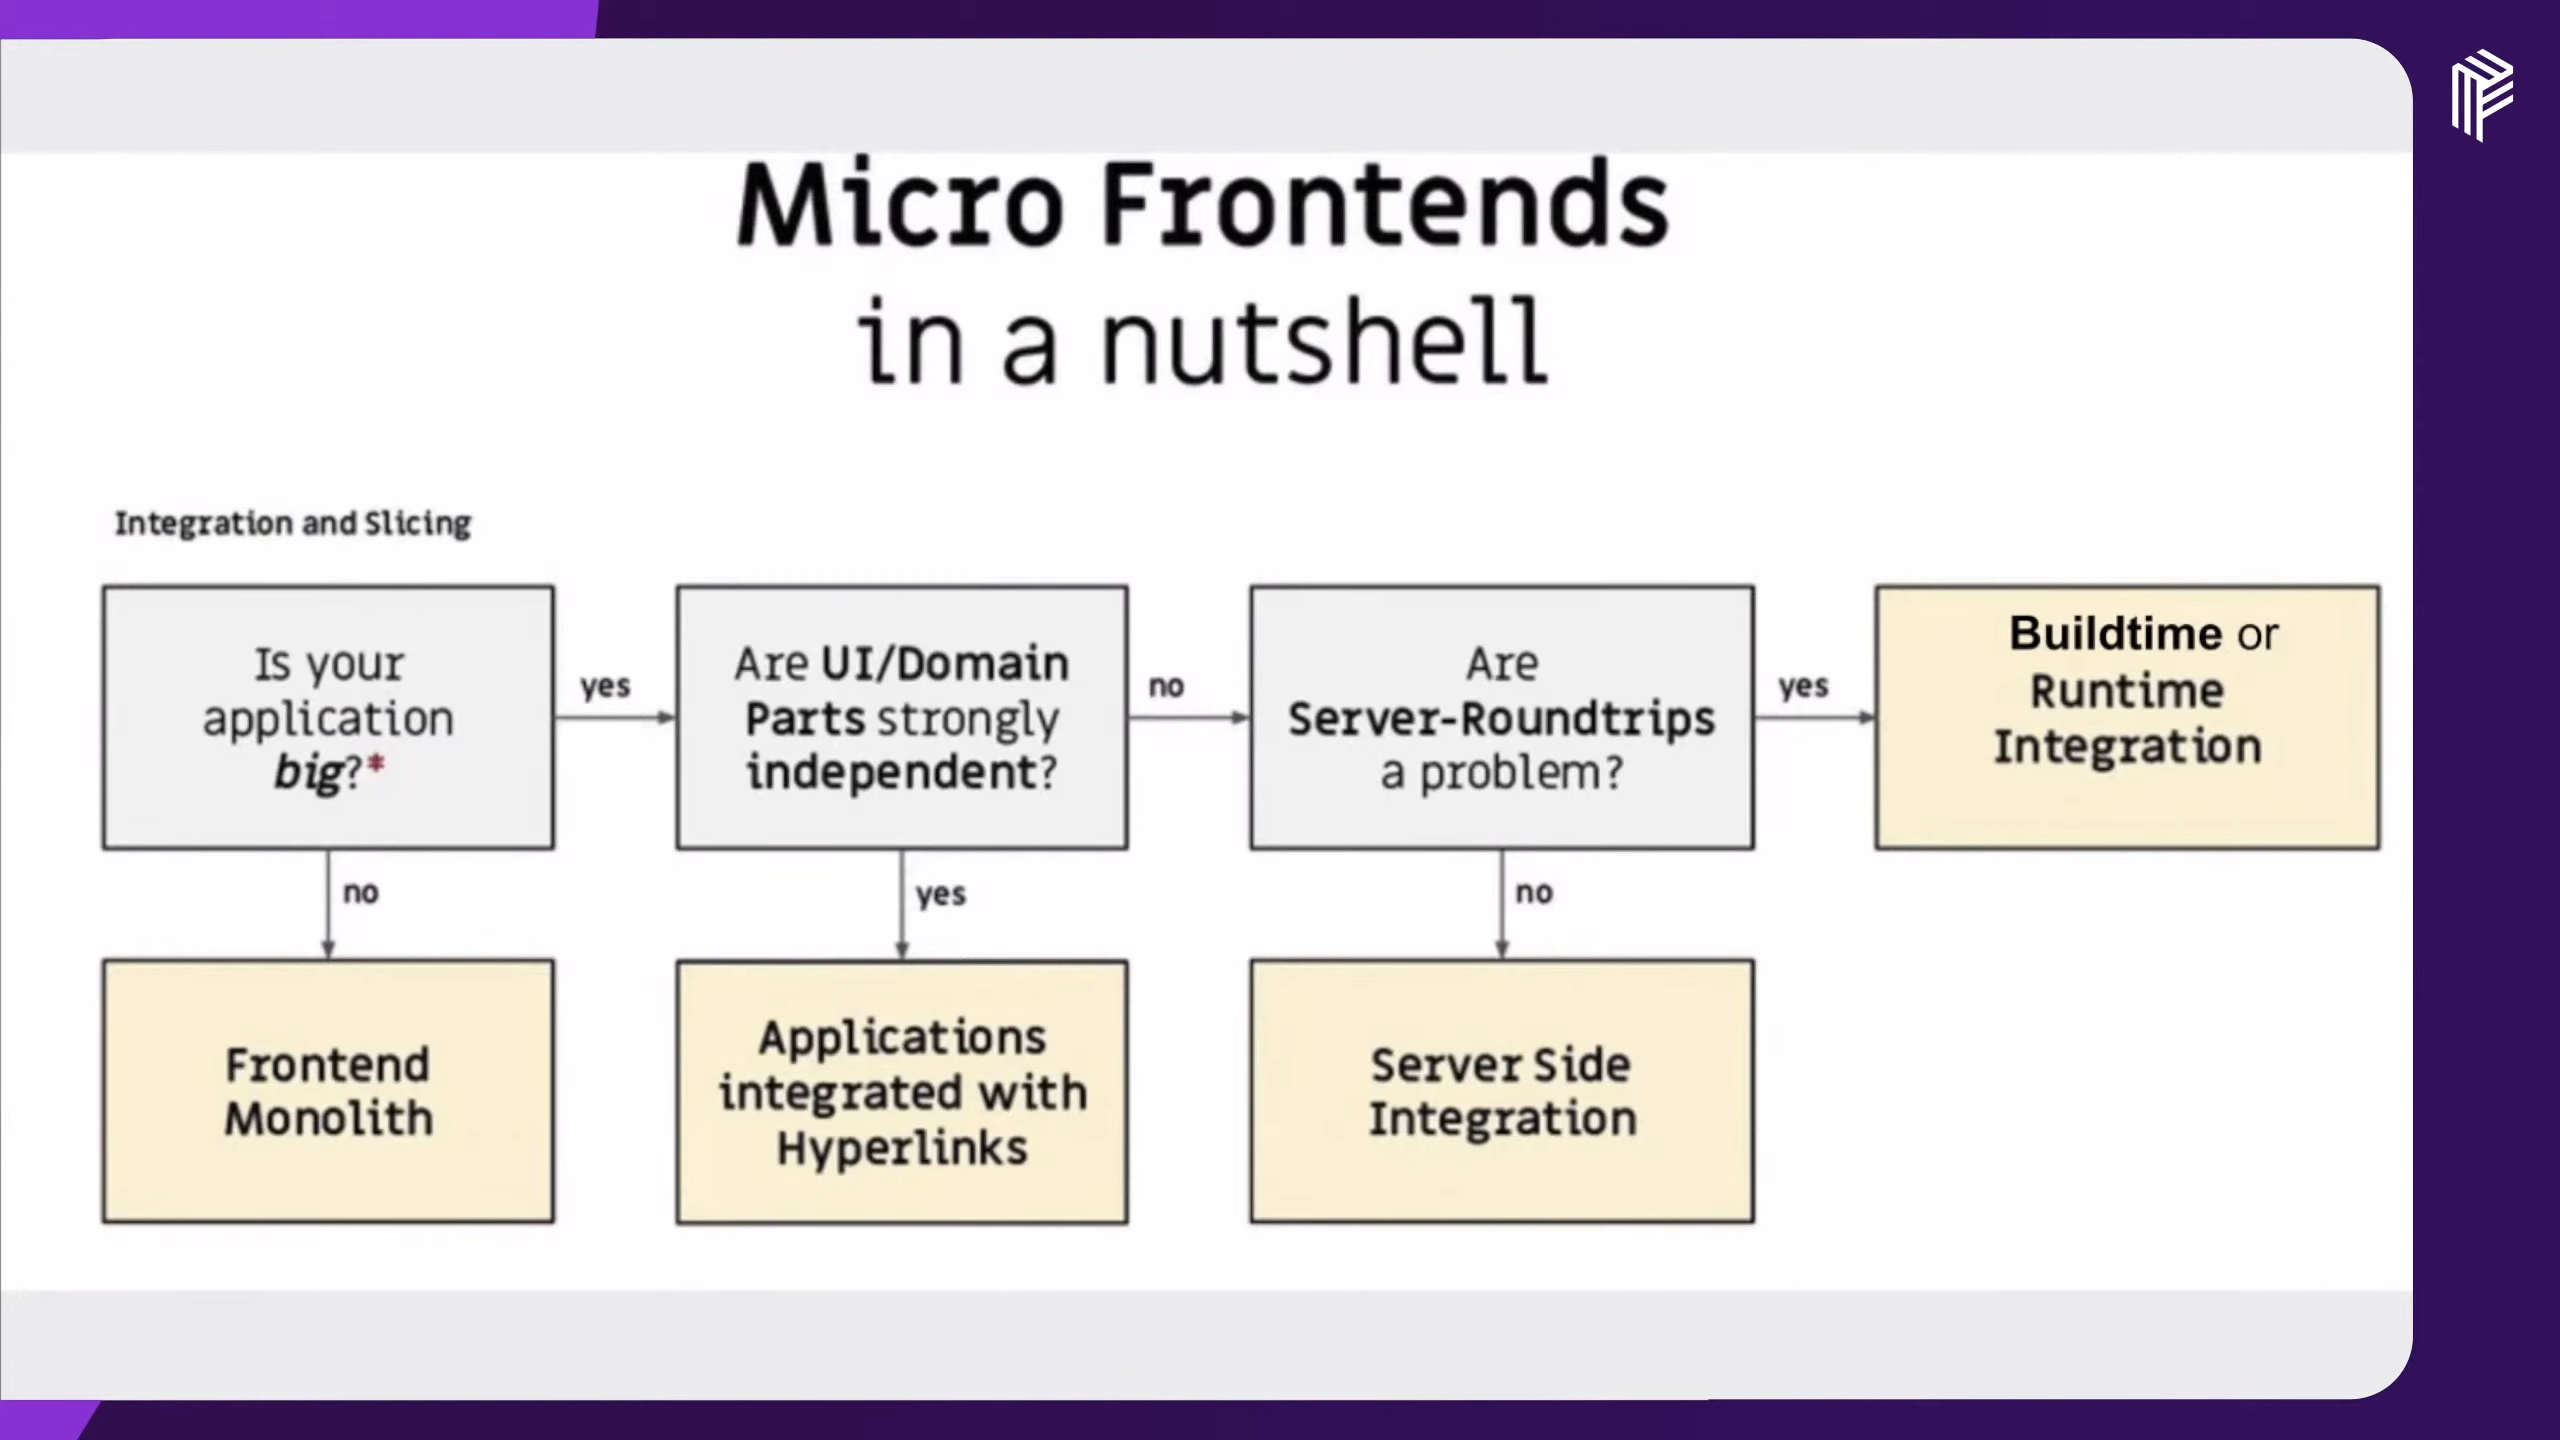 Micro Frontends
in a nutshell
Integration and Slicing
Is your
application
big?*
yes
Are UI/Domain
Parts strongly
independent?
no
Are
Server-Roundtrips
a problem?
yes
Buildtime or
Runtime
Integration
no
yes
no
Frontend
Monolith
Applications
integrated with
Hyperlinks
Server Side
Integration